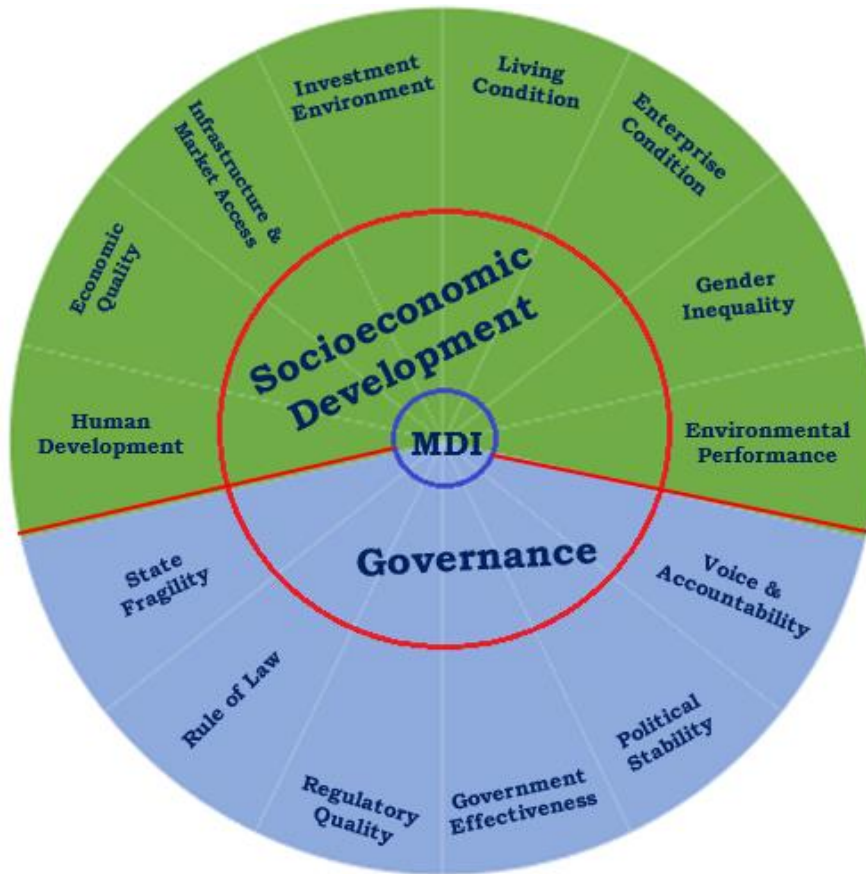 Investment
Environment
Living
Condition
Enterprise
Condition
Infrastructure &
Market Access
Economic
Quality
Gender
Inequality
Human
Development
Environmental
Performance
Socioeconomic
Development
MDI
Governance
State
Fragility
Voice &
Accountability
Rule of Law
Political
Stability
Regulatory
Quality
Government
Effectiveness